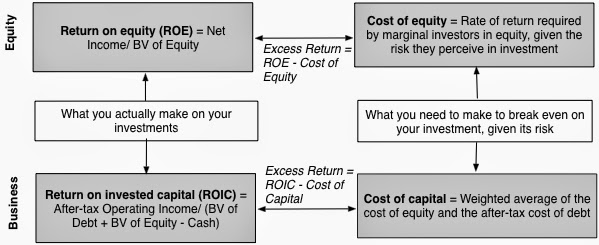 Equity
Return on equity (ROE) = Net
Income/ BV of Equity
Excess Return =
ROE - Cost of
Equity
Cost of equity = Rate of return required
by marginal investors in equity, given the
risk they perceive in investment
What you actually make on your
investments
What you need to make to break even on
your investment, given its risk
Business
Return on invested capital (ROIC) =
After-tax Operating Income/ (BV of
Debt + BV of Equity - Cash)
Excess Return =
ROIC - Cost of
Capital
Cost of capital = Weighted average of the
cost of equity and the after-tax cost of debt